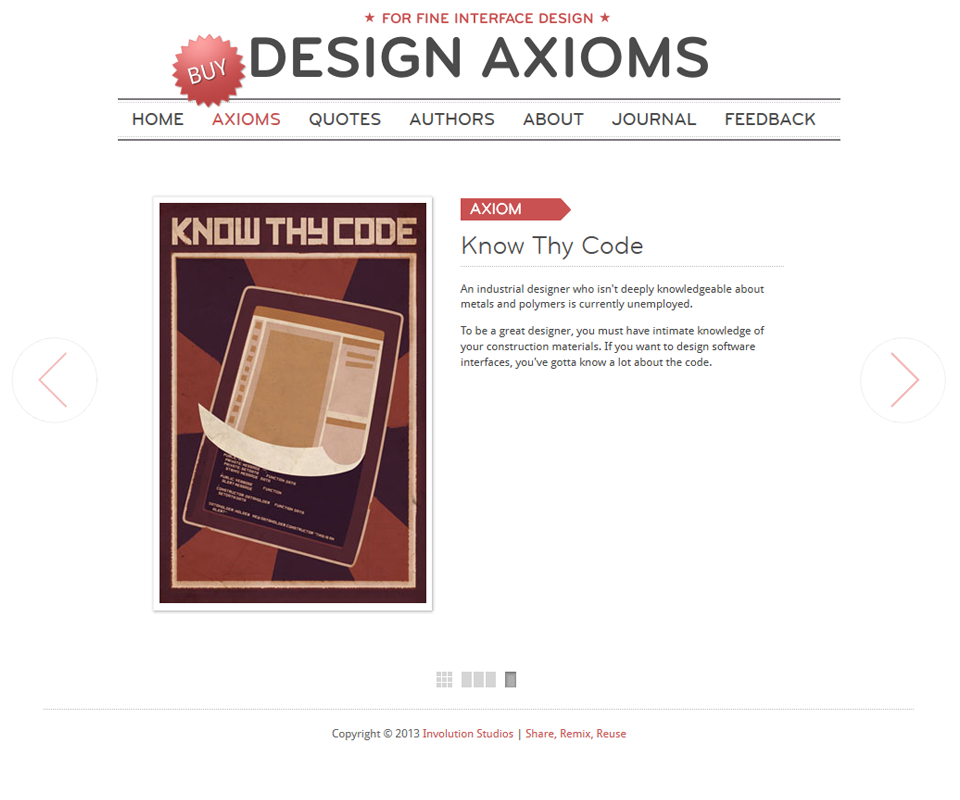 ★ FOR FINE INTERFACE DESIGN ★
BUY
DESIGN AXIOMS
HOME AXIOMS QUOTES AUTHORS ABOUT JOURNAL FEEDBACK
KNOW THY CODE
AXIOM
Know Thy Code
An industrial designer who isn't deeply knowledgeable about
metals and polymers is currently unemployed.
To be a great designer, you must have intimate knowledge of
your construction materials. If you want to design software
interfaces, you've gotta know a lot about the code.
Copyright © 2013 Involution Studios | Share, Remix, Reuse